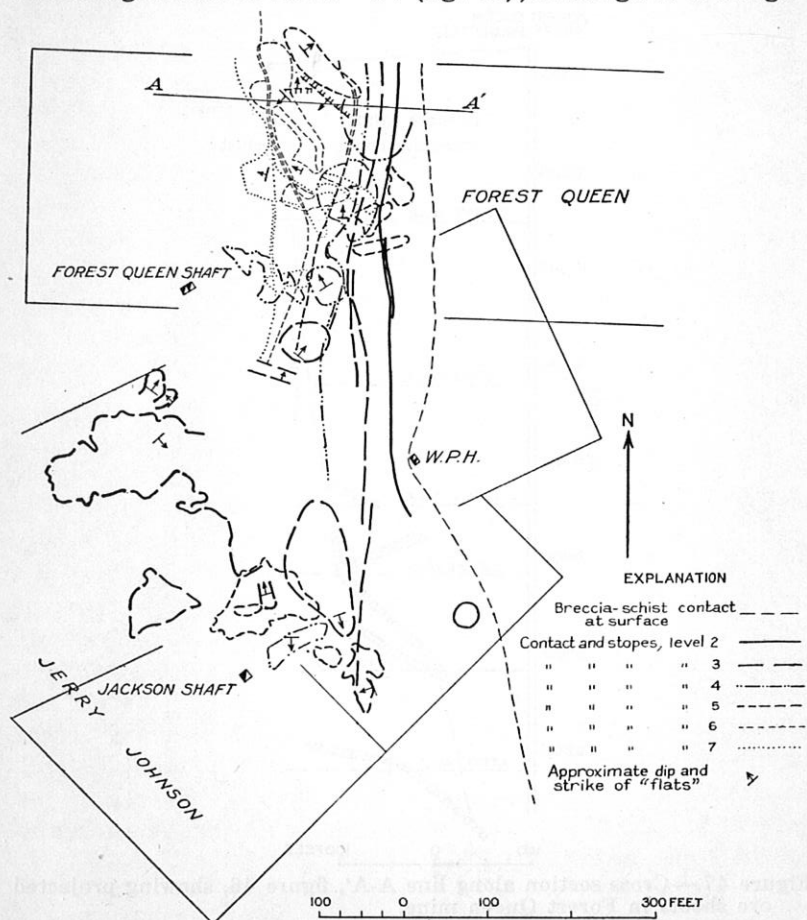 A
A'
FOREST QUEEN
FOREST QUEEN SHAFT
W.P.H.
N
EXPLANATION
Breccia-schist contact
at surface
Contact and stopes, level 2
" " " " 3
" " " " 4
" " " " 5
" " " " 6
" " " " 7
Approximate dip and
strike of "flats"
JERRY JOHNSON
JACKSON SHAFT
100 0 100 300 FEET